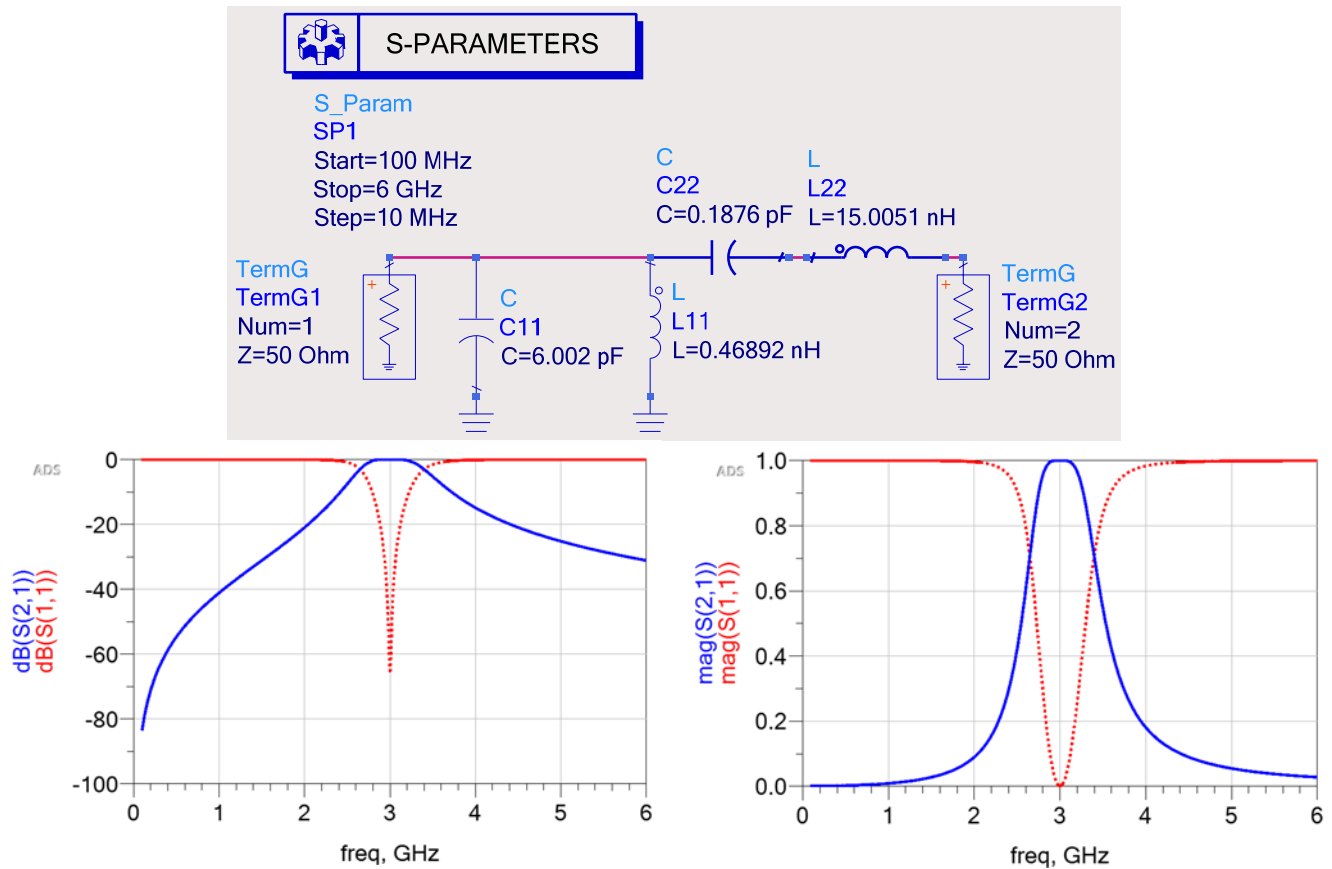 S-PARAMETERS
S_Param
SP1
Start=100 MHz
Stop=6 GHz
Step=10 MHz
C
C22
C=0.1876 pF
L
L22
L=15.0051 nH
TermG
TermG1
Num=1
Z=50 Ohm
+
C
C11
C=6.002 pF
L
L11
L=0.46892 nH
+
TermG
TermG2
Num=2
Z=50 Ohm
ADS
dB(S(2,1))
dB(S(1,1))
0
-20
-40
-60
-80
-100
0 1 2 3 4 5 6
freq, GHz
ADS
mag(S(2,1))
mag(S(1,1))
1.0
0.8
0.6
0.4
0.2
0.0
0 1 2 3 4 5 6
freq, GHz